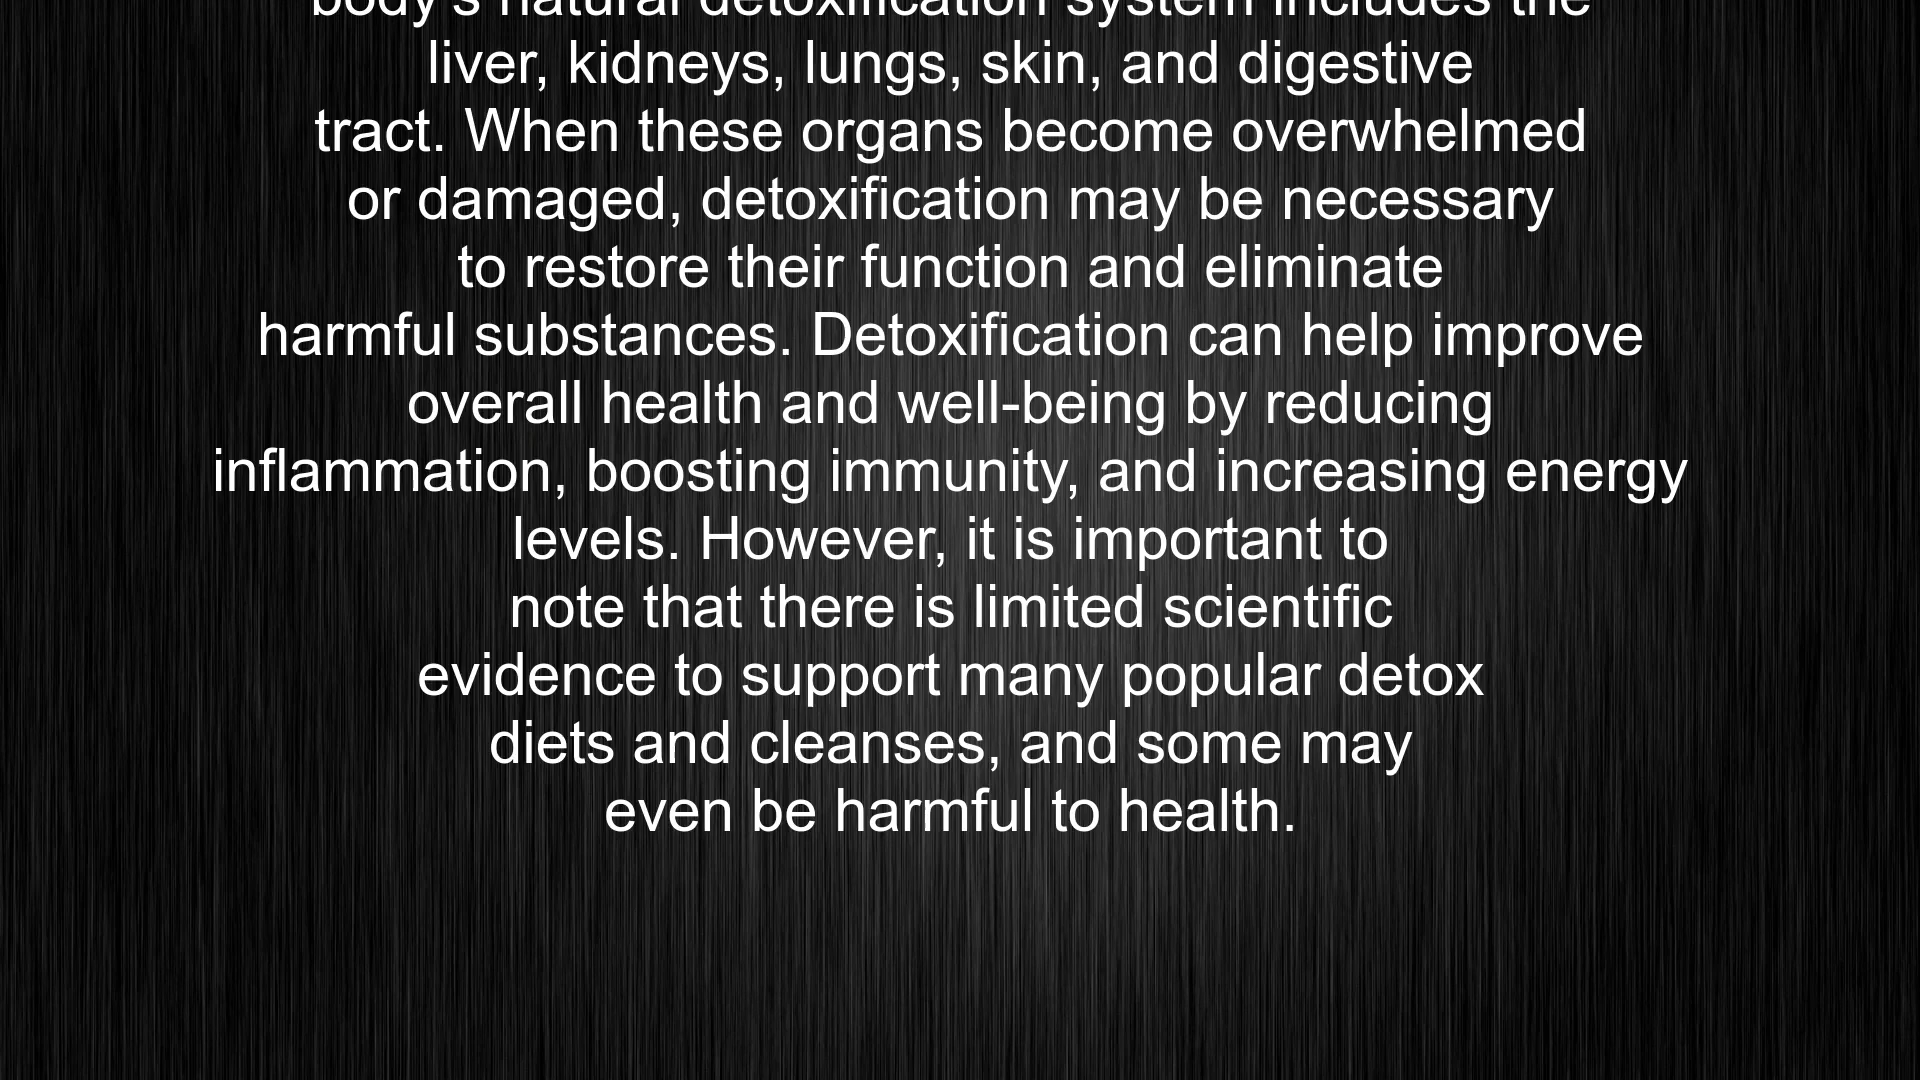 body's natural detoxification system includes the
liver, kidneys, lungs, skin, and digestive
tract. When these organs become overwhelmed
or damaged, detoxification may be necessary
to restore their function and eliminate
harmful substances. Detoxification can help improve
overall health and well-being by reducing
inflammation, boosting immunity, and increasing energy
levels. However, it is important to
note that there is limited scientific
evidence to support many popular detox
diets and cleanses, and some may
even be harmful to health.